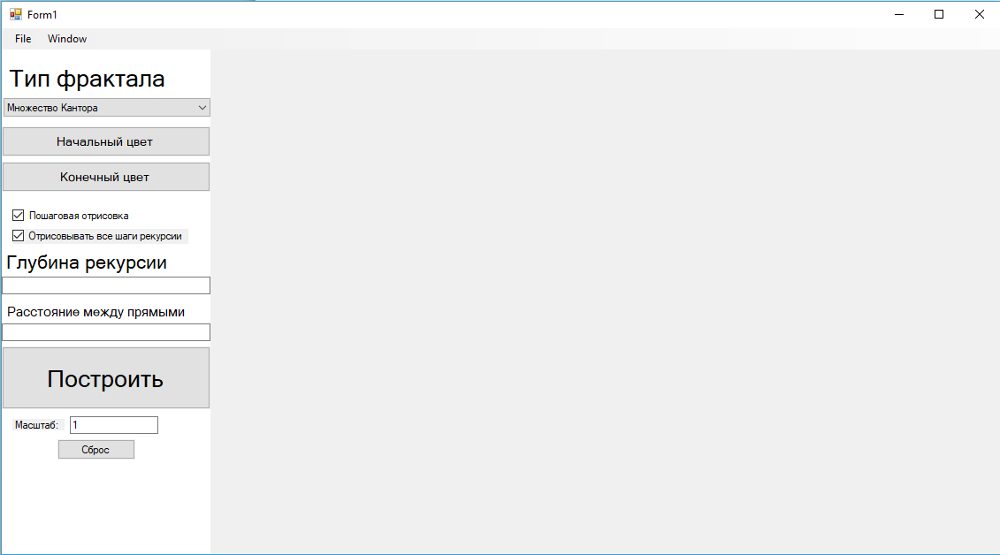 Form1
File Window
Тип фрактала
Множество Кантора
Начальный цвет
Конечный цвет
Пошаговая отрисовка
Отрисовывать все шаги рекурсии
Глубина рекурсии
Расстояние между прямыми
Построить
Масштаб: 1
Сброс